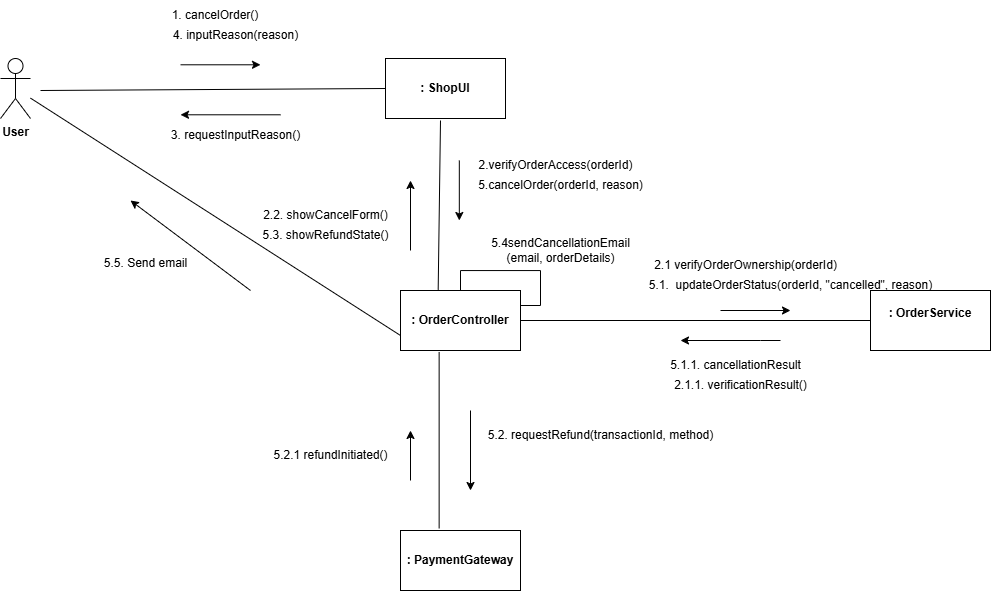 1. cancelOrder()
4. inputReason(reason)
: ShopUI
User
3. requestInputReason()
2.verifyOrderAccess(orderId)
5.cancelOrder(orderId, reason)
2.2. showCancelForm()
5.3. showRefundState()
5.5. Send email
5.4sendCancellationEmail
(email, orderDetails)
2.1 verifyOrderOwnership(orderId)
5.1.  updateOrderStatus(orderId, "cancelled", reason)
: OrderController
: OrderService
5.1.1. cancellationResult
2.1.1. verificationResult()
5.2. requestRefund(transactionId, method)
5.2.1 refundInitiated()
: PaymentGateway